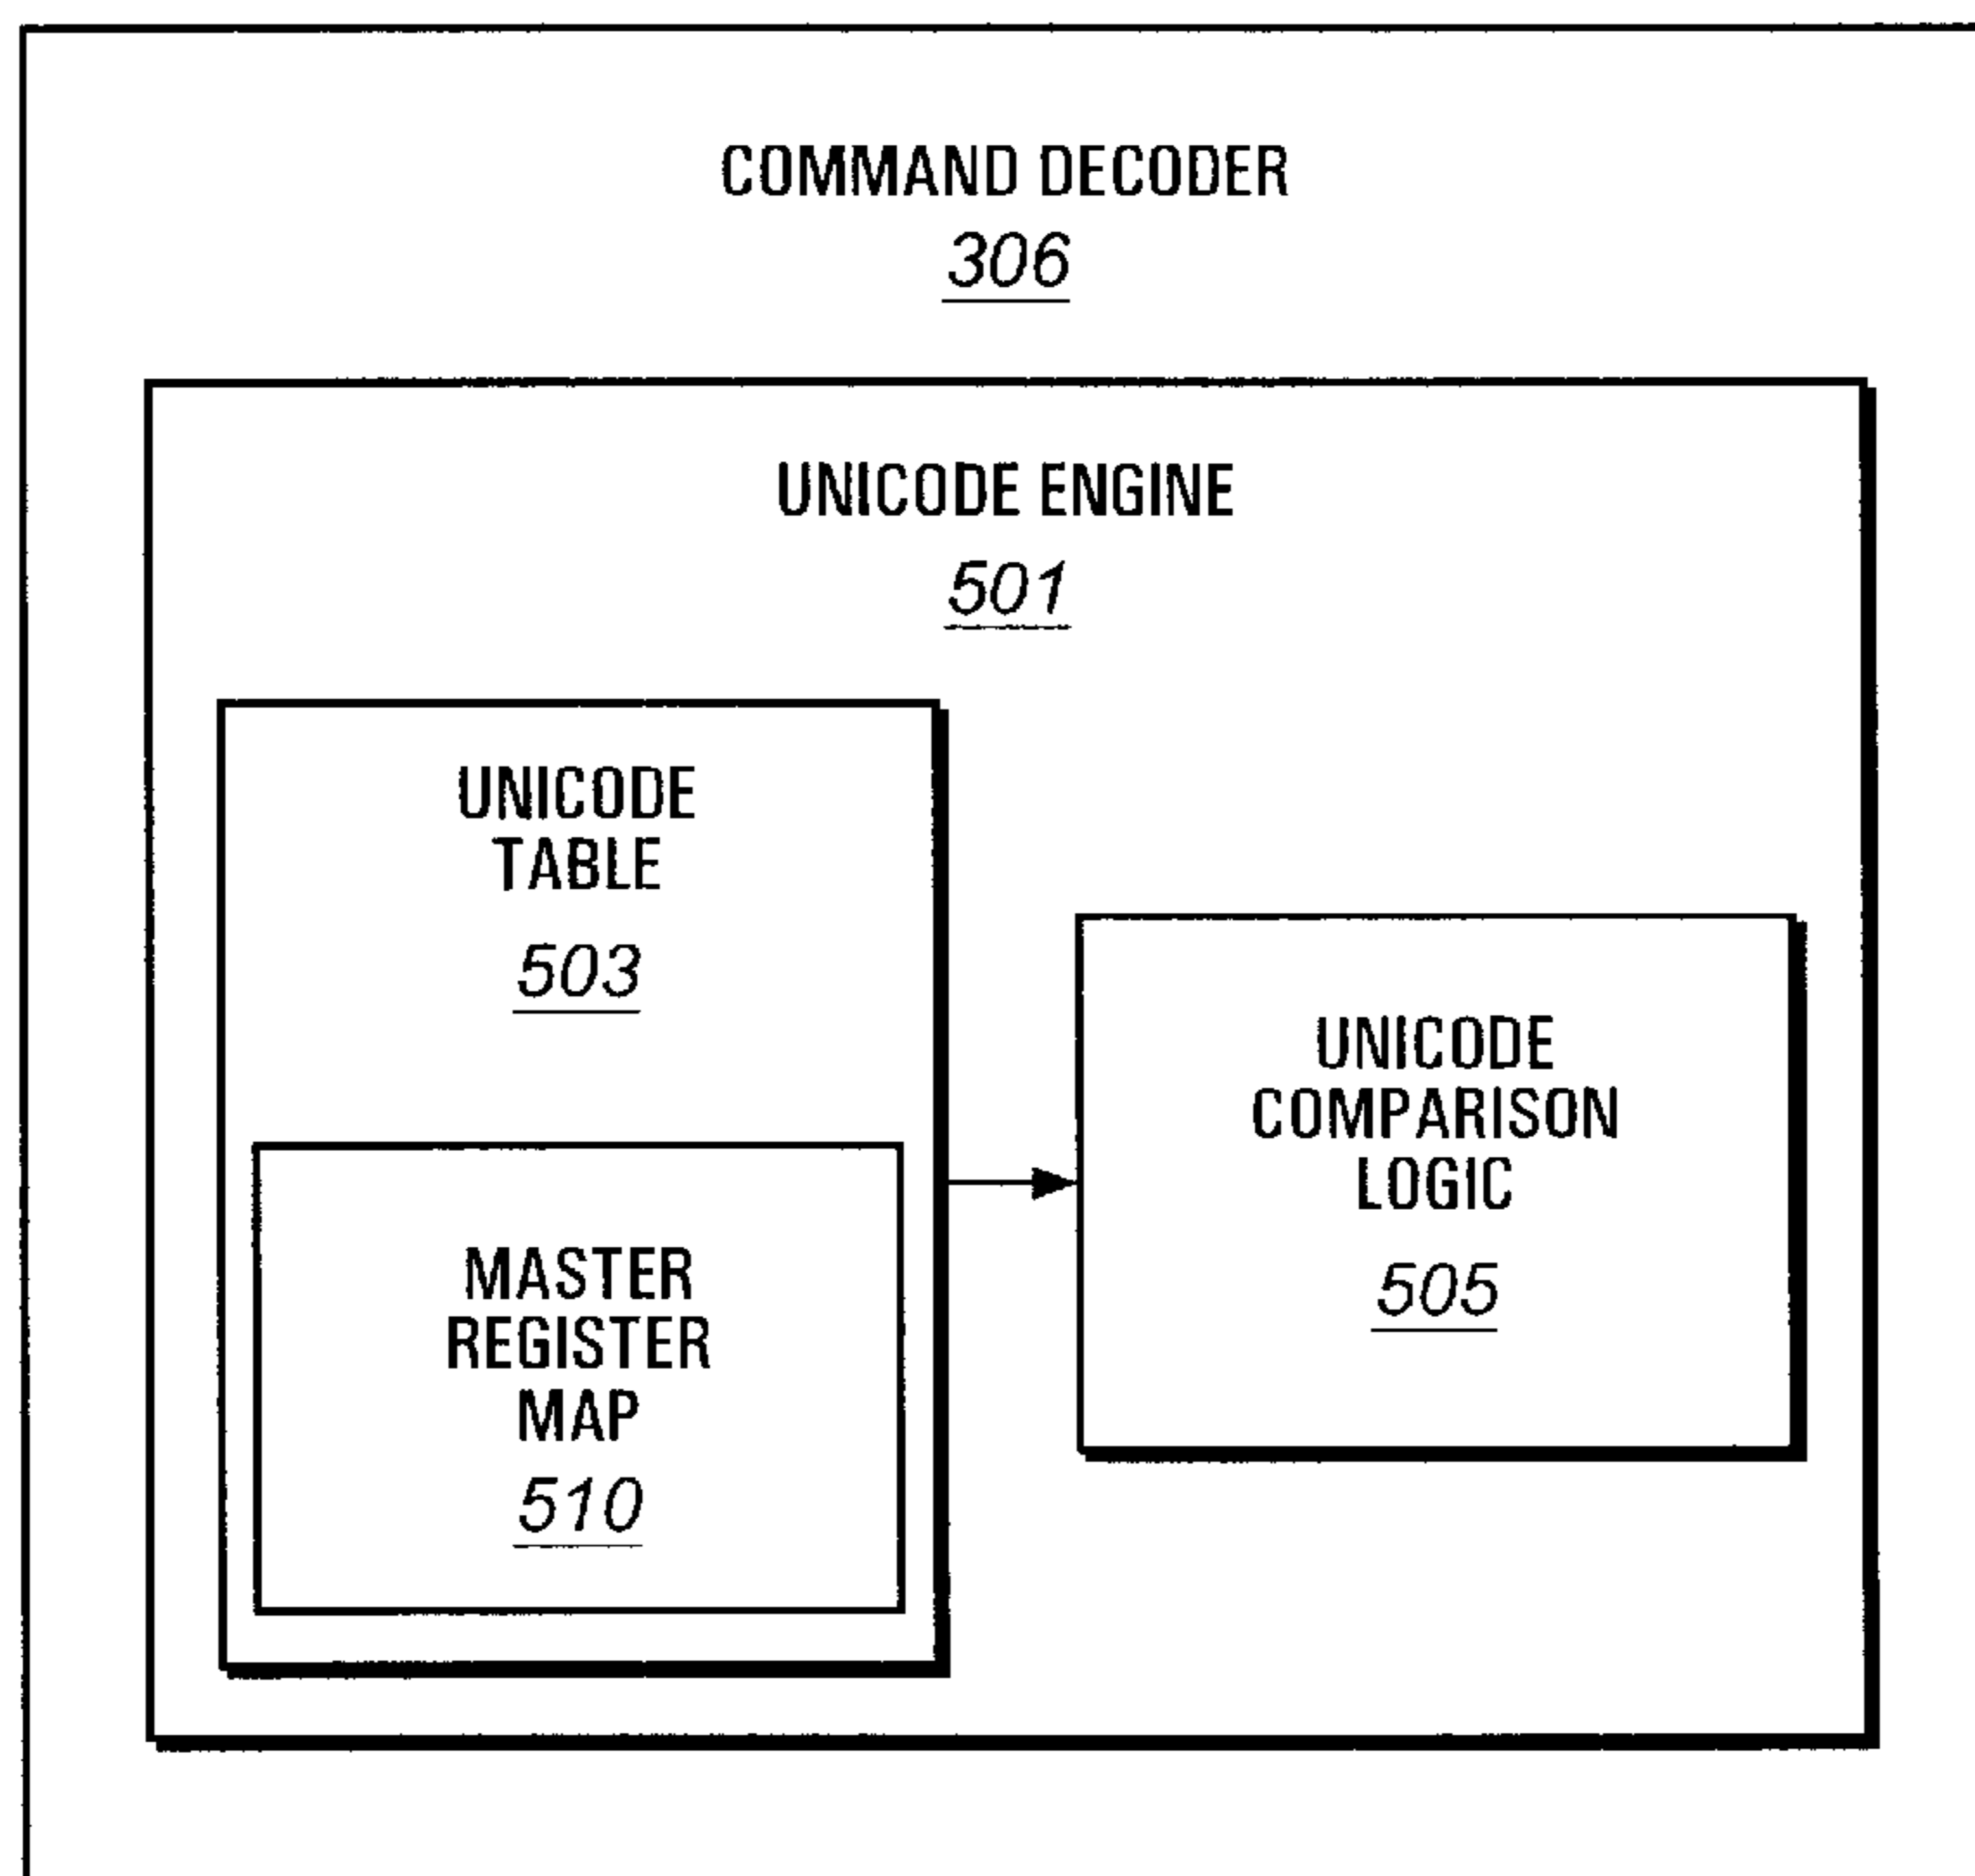 COMMAND DECODER
306
UNICODE ENGINE
501
UNICODE
TABLE
503
MASTER
REGISTER
MAP
510
UNICODE
COMPARISON
LOGIC
505